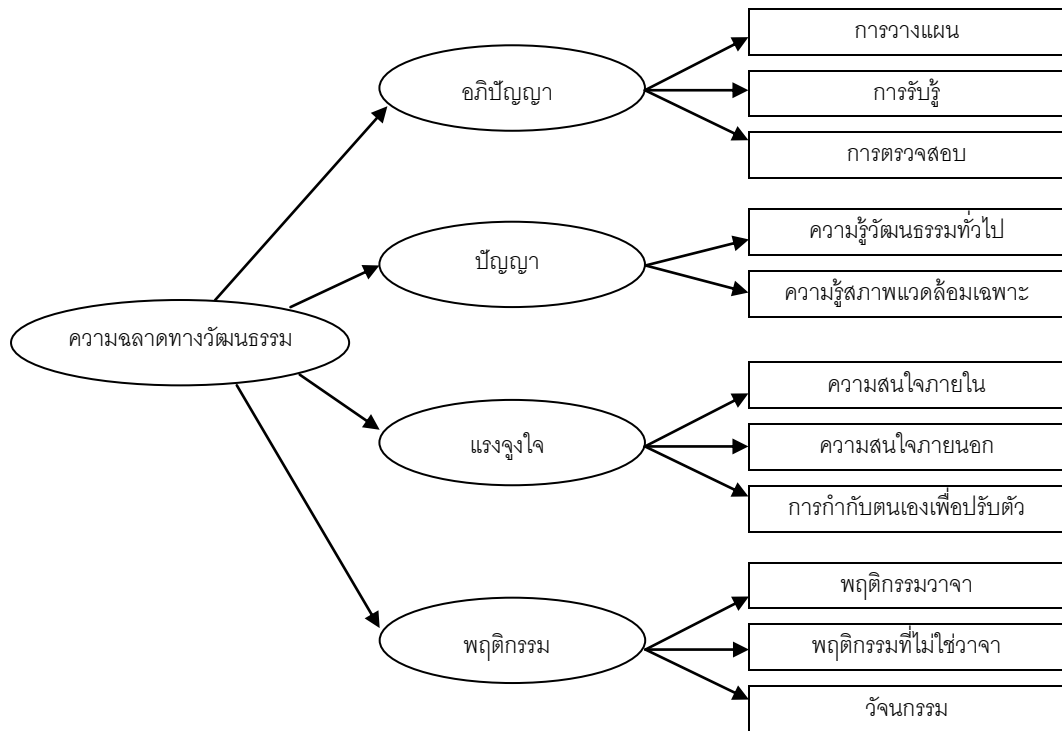 การวางแผน
อภิปัญญา
การรับรู้
การตรวจสอบ
ความรู้วัฒนธรรมทั่วไป
ปัญญา
ความรู้สภาพแวดล้อมเฉพาะ
ความฉลาดทางวัฒนธรรม
ความสนใจภายใน
แรงจูงใจ
ความสนใจภายนอก
การกำกับตนเองเพื่อปรับตัว
พฤติกรรมวาจา
พฤติกรรม
พฤติกรรมที่ไม่ใช่วาจา
วัจนกรรม